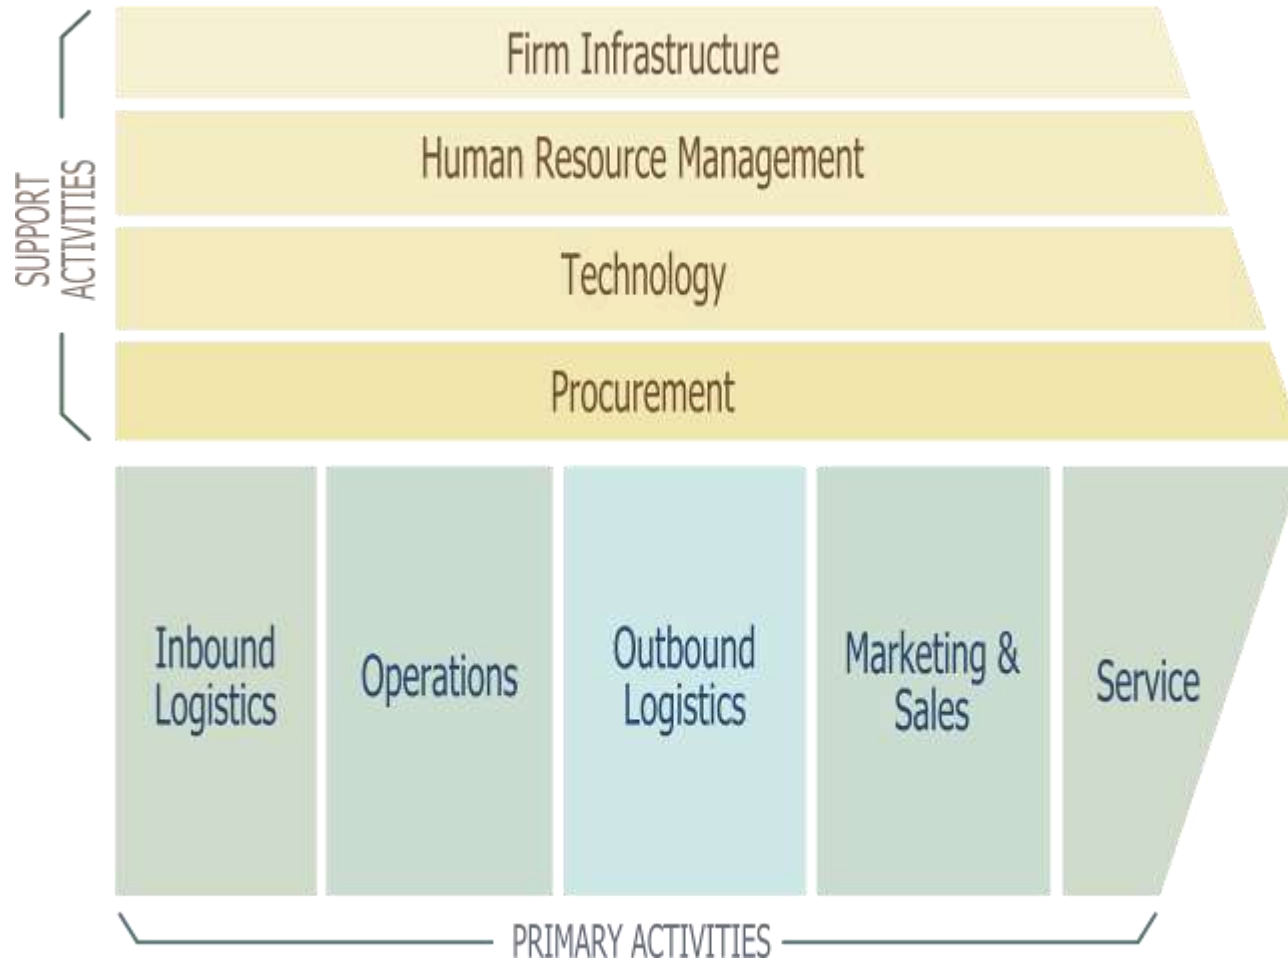 Firm Infrastructure
Human Resource Management
Technology
Procurement
SUPPORT
ACTIVITIES
Inbound
Logistics
Operations
Outbound
Logistics
Marketing &
Sales
Service
PRIMARY ACTIVITIES